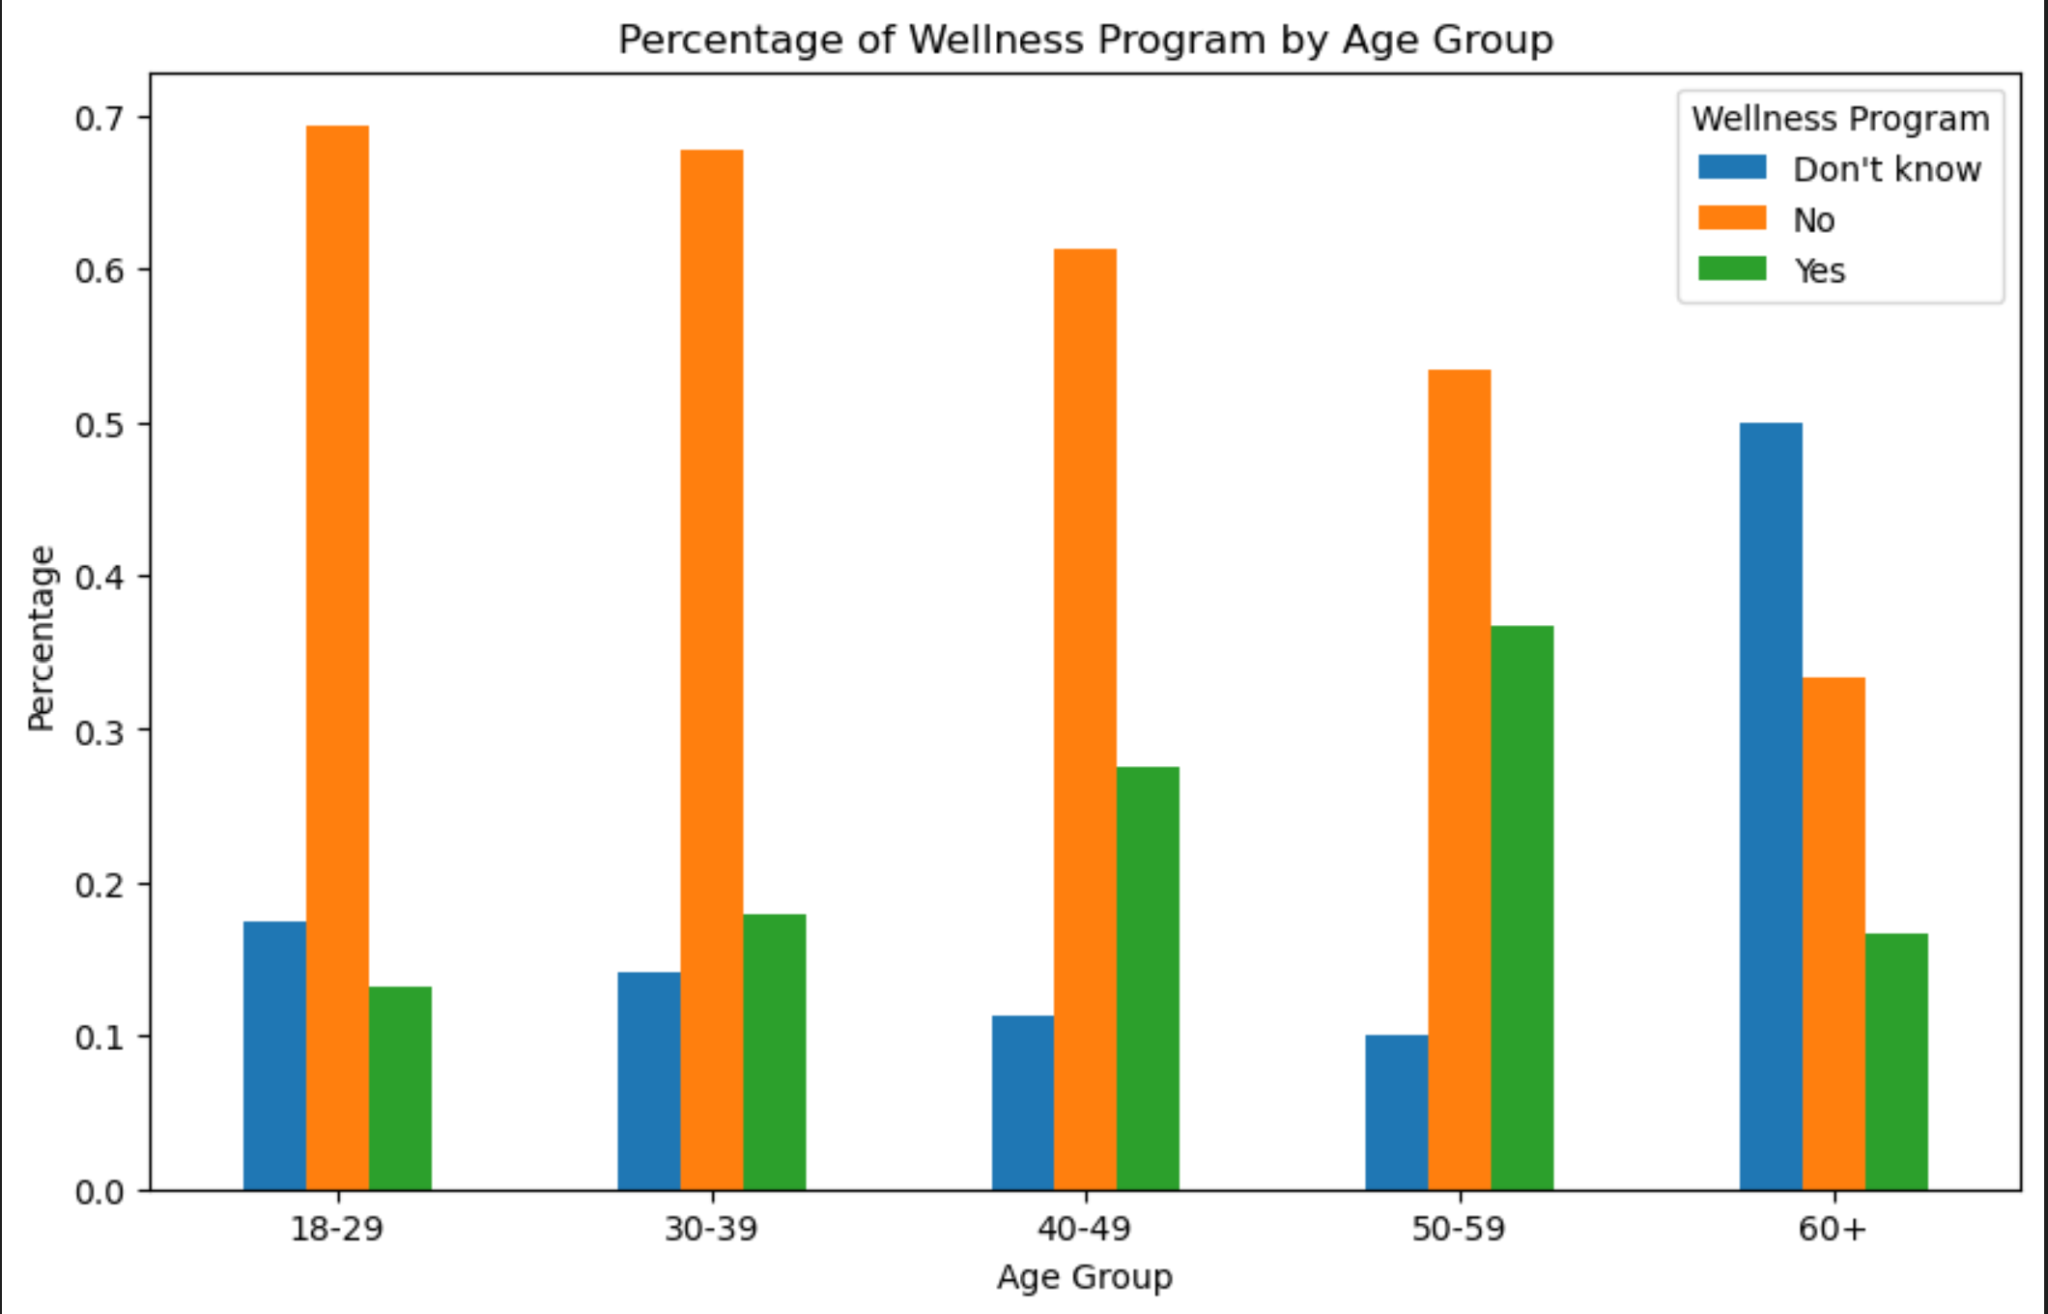 Percentage of Wellness Program by Age Group
Wellness Program
Don't know
No
Yes
Percentage
0.7
0.6
0.5
0.4
0.3
0.2
0.1
0.0
18-29 30-39 40-49 50-59 60+
Age Group